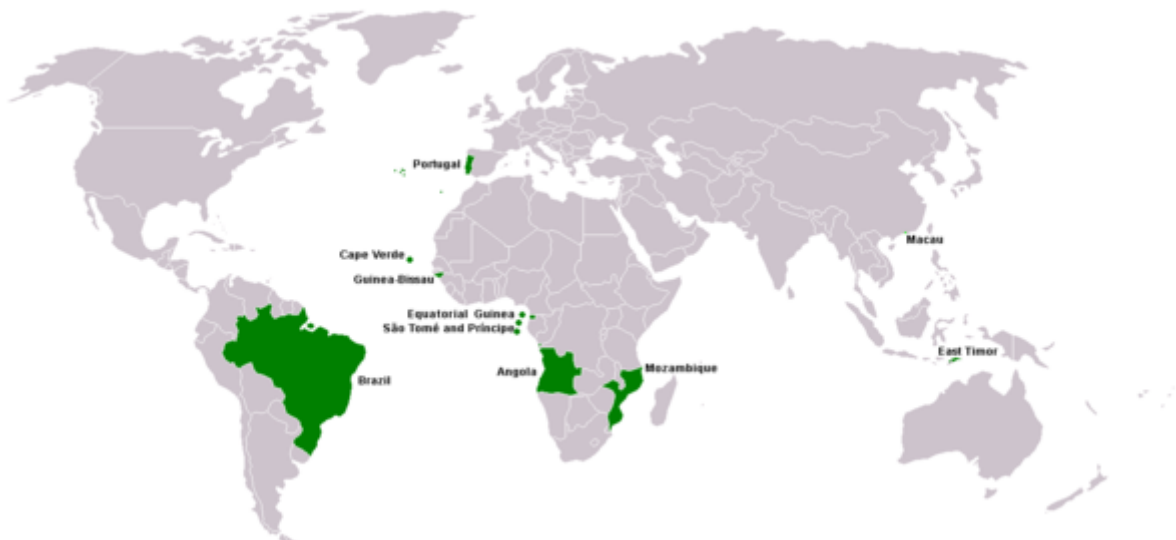 Portugal
Macau
Cape Verde
Guinea-Bissau
Equatorial Guinea
São Tomé and Príncipe
East Timor
Mozambique
Angola
Brazil